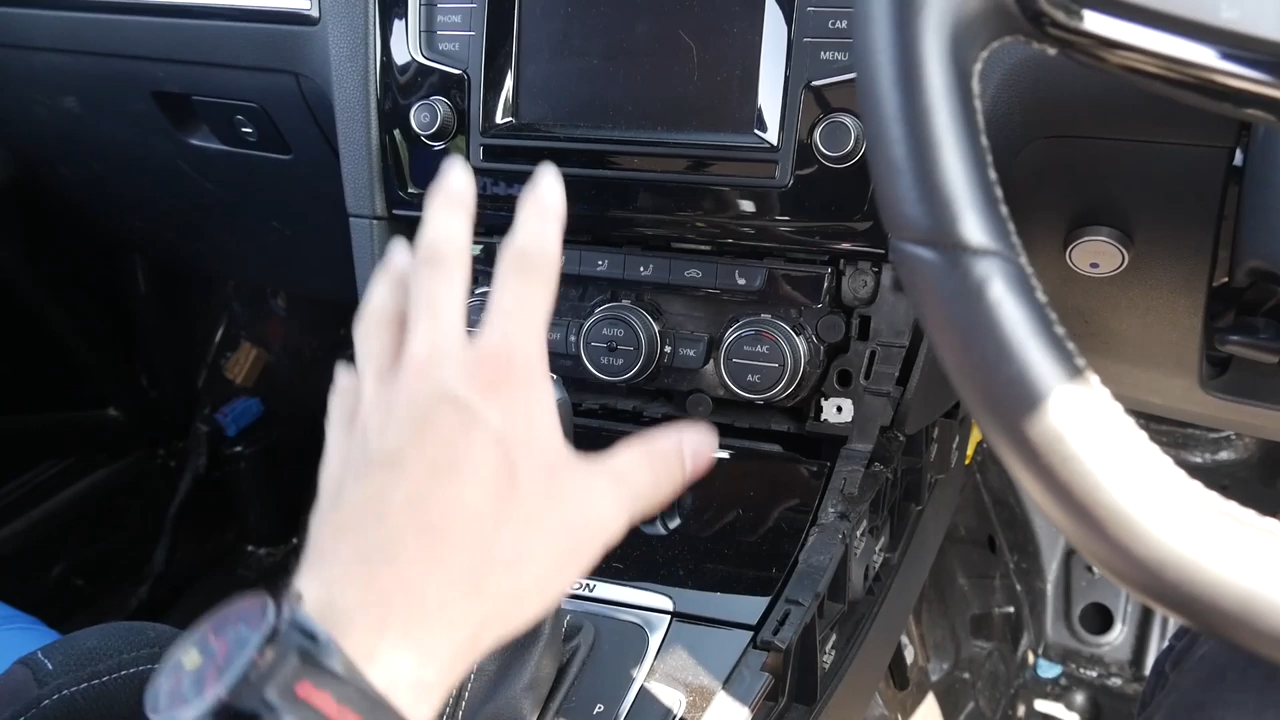 PHONE
VOICE
CAR
MENU
OFF
AUTO
SETUP
SYNC
MAX A/C
A/C
ON
P